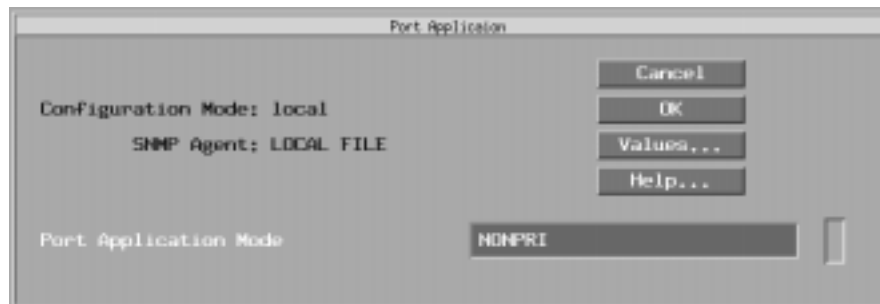 Port Applicaion
Cancel
Configuration Mode: local
OK
SNMP Agent: LOCAL FILE
Values...
Help...
Port Application Mode
NONPRI